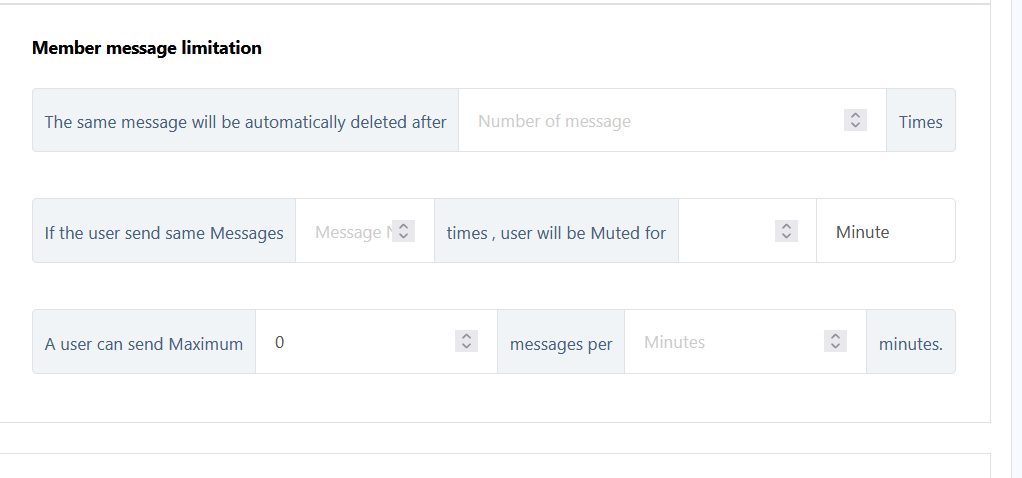 Member message limitation
The same message will be automatically deleted after Number of message Times
If the user send same Messages Message times , user will be Muted for Minute
A user can send Maximum 0 messages per Minutes minutes.